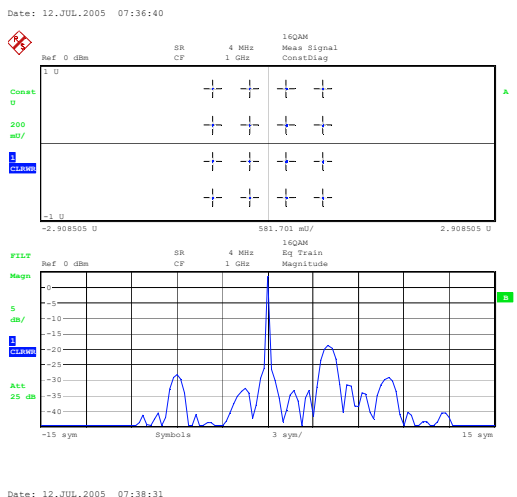 Date: 12.JUL.2005 07:36:40
R S
16QAM
SR 4 MHz Meas Signal
Ref 0 dBm CF 1 GHz ConstDiag
1 U
Const
U
A
200
mU/
1
CLRWR
-1 U
-2.908505 U 581.701 mU/ 2.908505 U
16QAM
FILT SR 4 MHz Eq Train
Ref 0 dBm CF 1 GHz Magnitude
Magn
0
B
-5
5
dB/
-10
-15
1
CLRWR
-20
-25
-30
Att
25 dB
-35
-40
-15 sym Symbols 3 sym/ 15 sym
Date: 12.JUL.2005 07:38:31